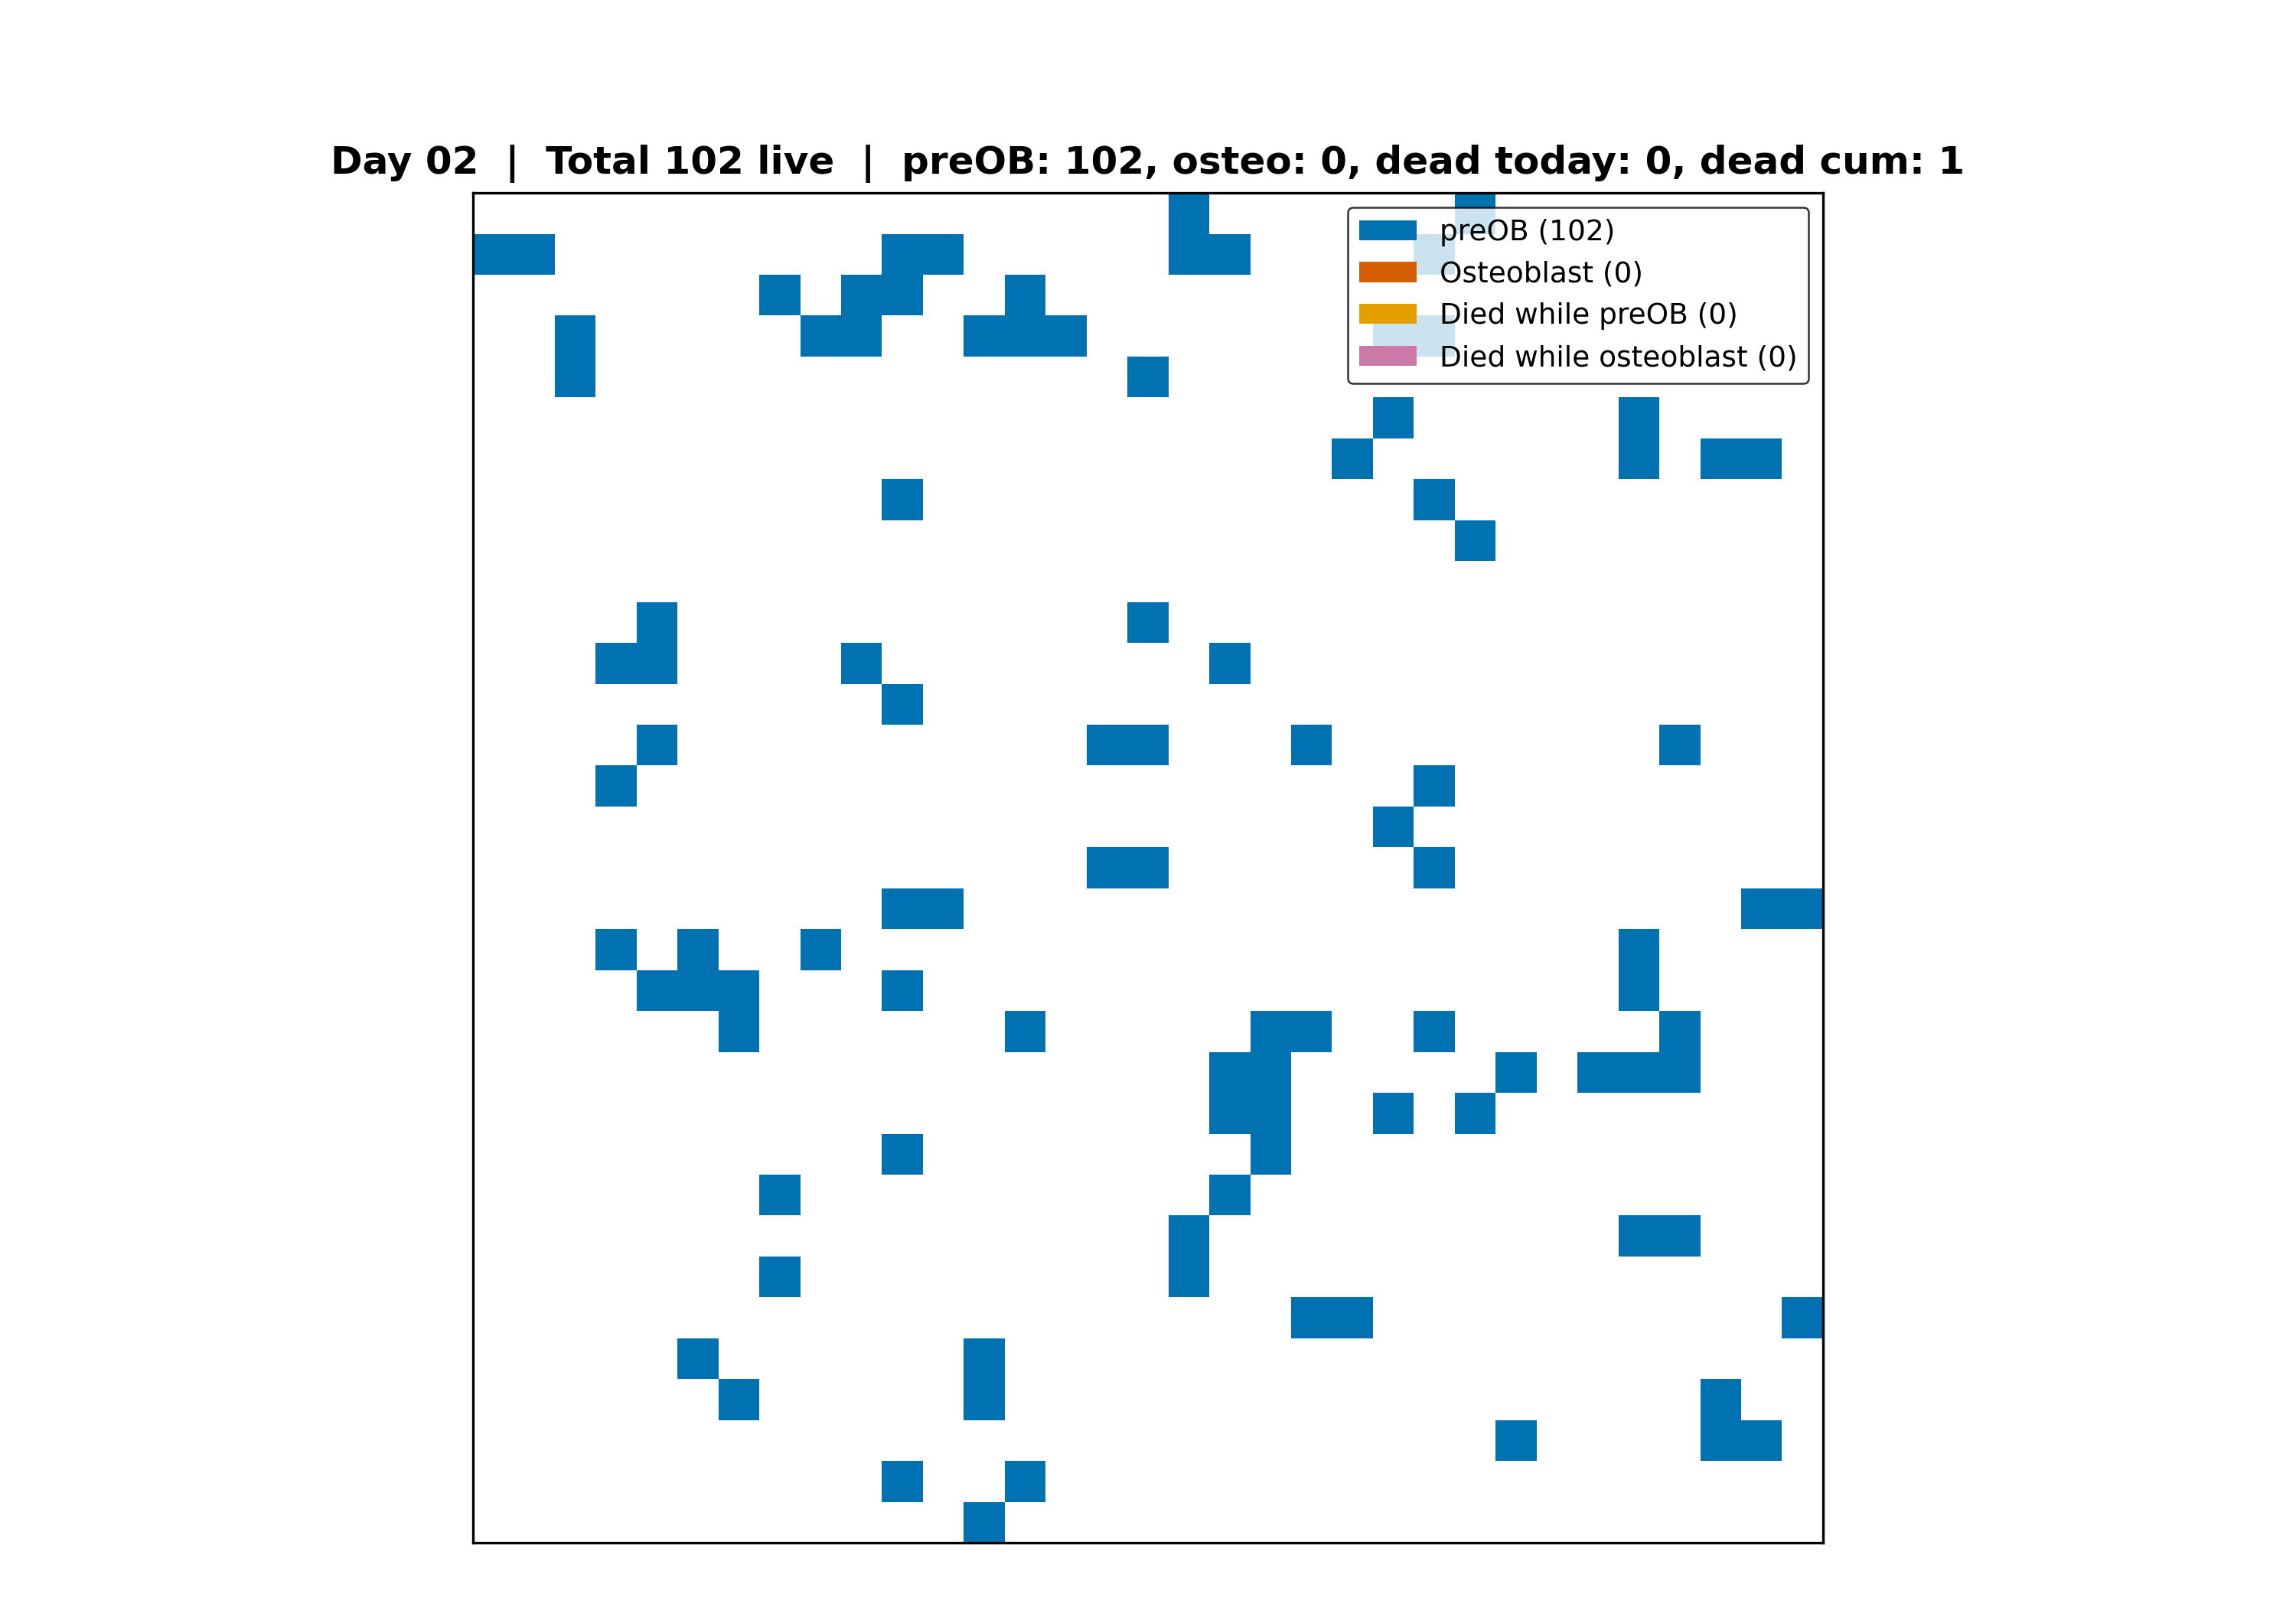 Day 02 | Total 102 live | preOB: 102, osteo: 0, dead today: 0, dead cum: 1
preOB (102)
Osteoblast (0)
Died while preOB (0)
Died while osteoblast (0)